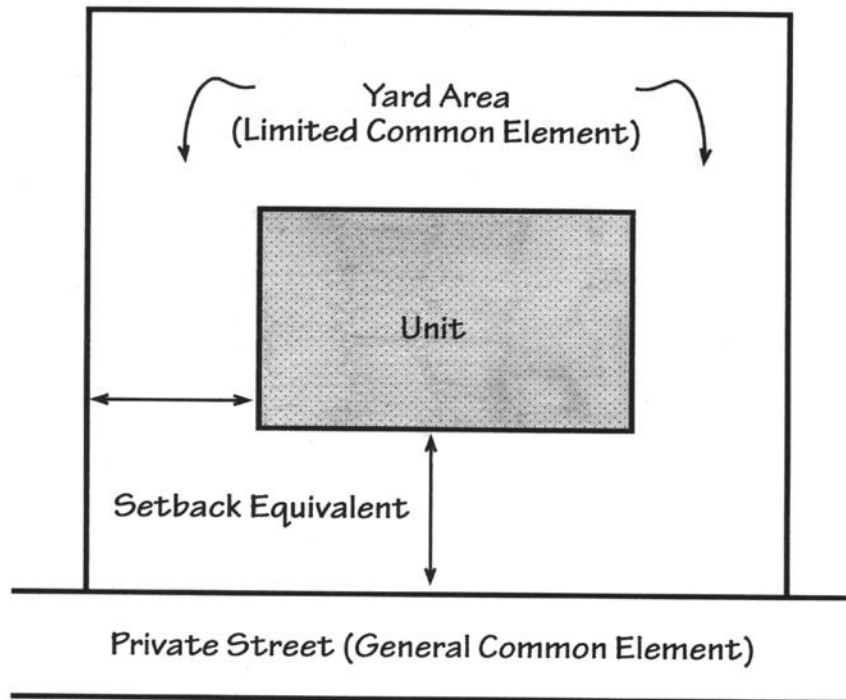 Yard Area
(Limited Common Element)
Unit
Setback Equivalent
Private Street (General Common Element)